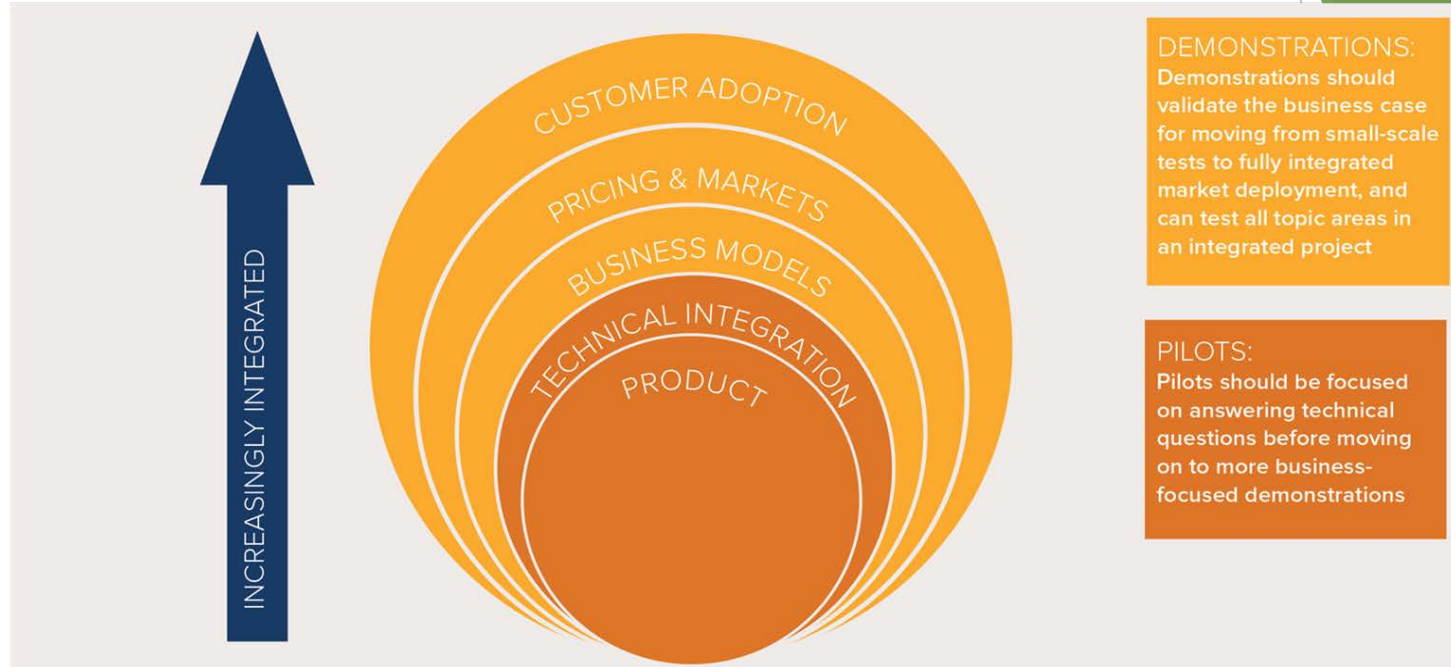 INCREASINGLY INTEGRATED
CUSTOMER ADOPTION
PRICING & MARKETS
BUSINESS MODELS
TECHNICAL INTEGRATION
PRODUCT
DEMONSTRATIONS:
Demonstrations should
validate the business case
for moving from small-scale
tests to fully integrated
market deployment, and
can test all topic areas in
an integrated project
PILOTS:
Pilots should be focused
on answering technical
questions before moving
on to more business-
focused demonstrations